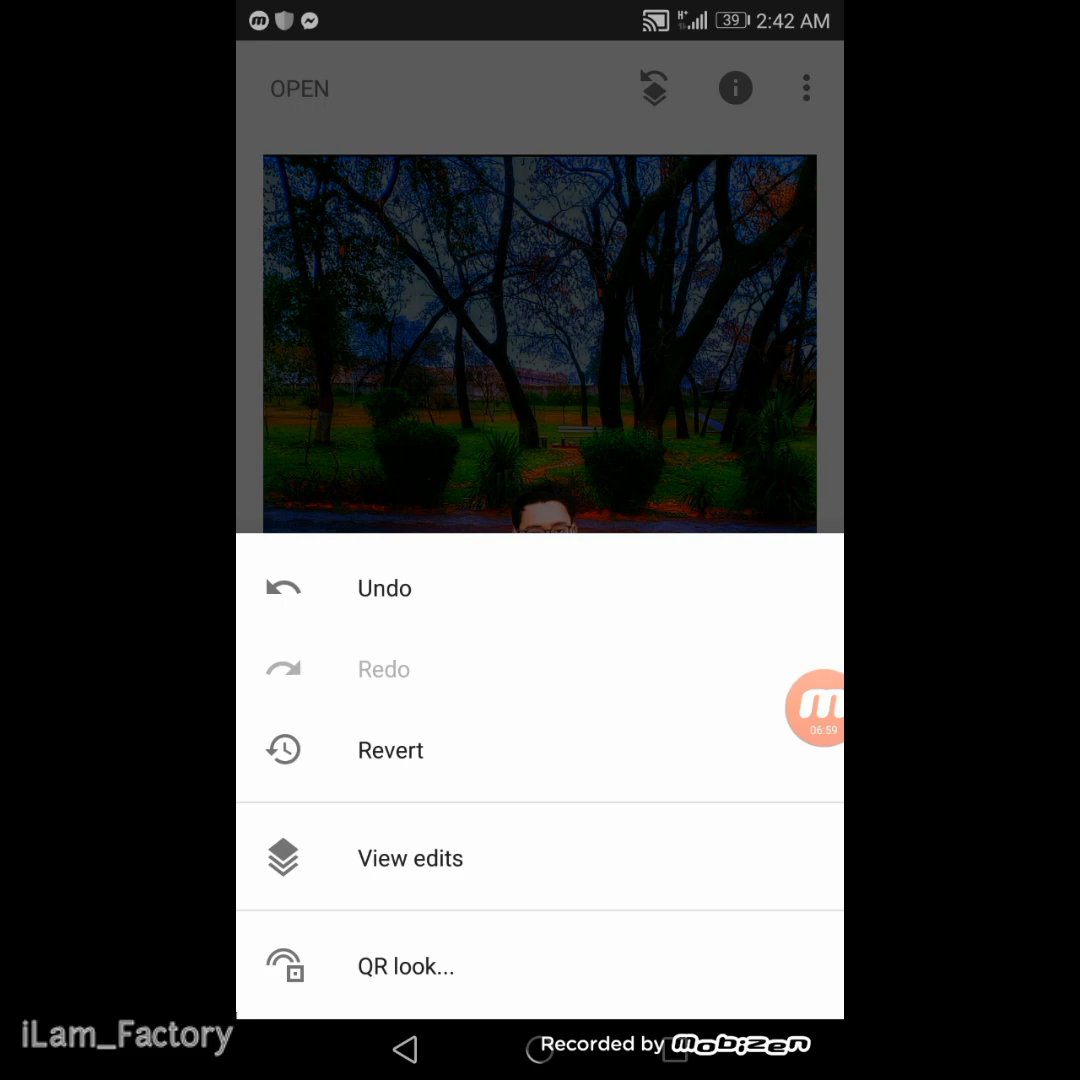 39 2:42 AM
OPEN
Undo
Redo
Revert
06:59
View edits
QR look...
iLam_Factory
Recorded by mobizen